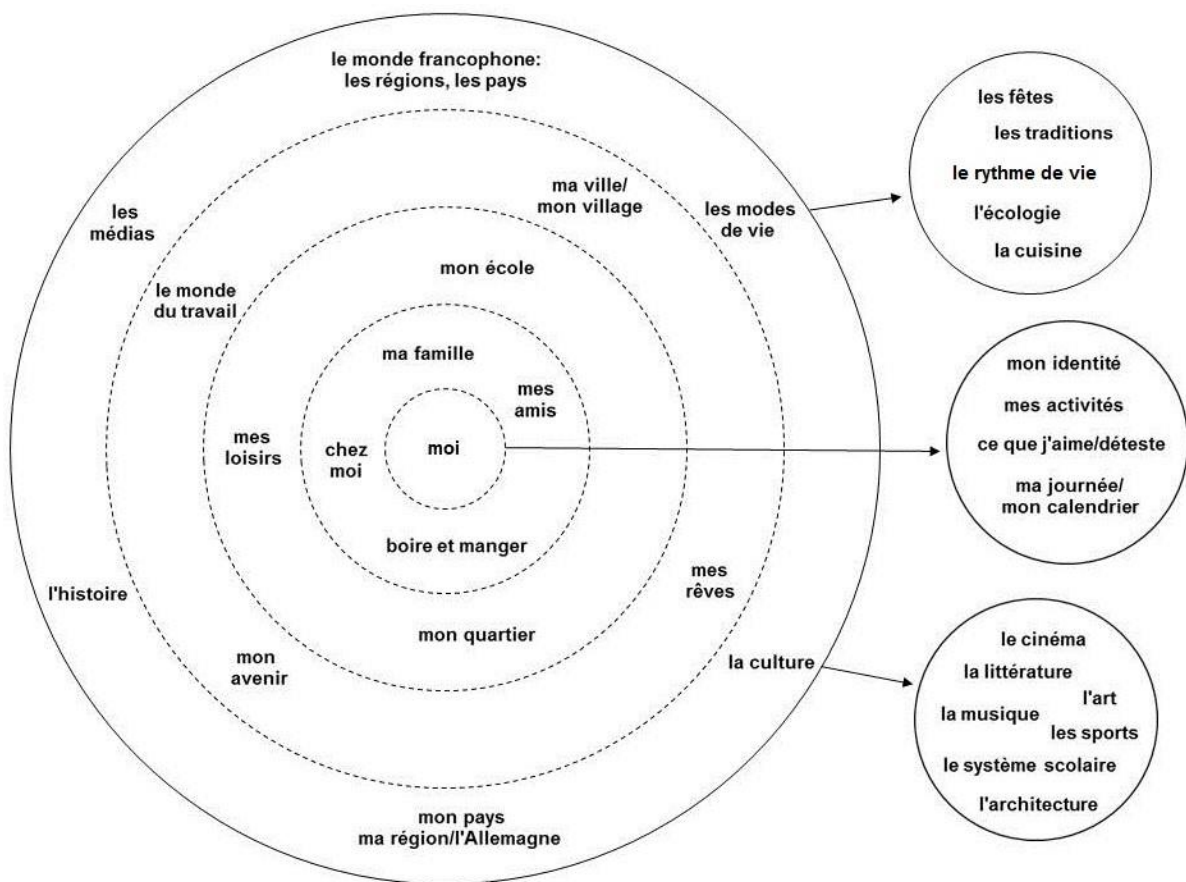 le monde francophone:
les régions, les pays
les
médias
ma ville/
mon village
les modes
de vie
mon école
le monde
du travail
ma famille
mes
amis
mes
loisirs
chez
moi
moi
boire et manger
mes
rêves
l'histoire
mon quartier
mon
avenir
la culture
mon pays
ma région/l'Allemagne
les fêtes
les traditions
le rythme de vie
l'écologie
la cuisine
mon identité
mes activités
ce que j'aime/déteste
ma journée/
mon calendrier
le cinéma
la littérature
l'art
la musique
les sports
le système scolaire
l'architecture